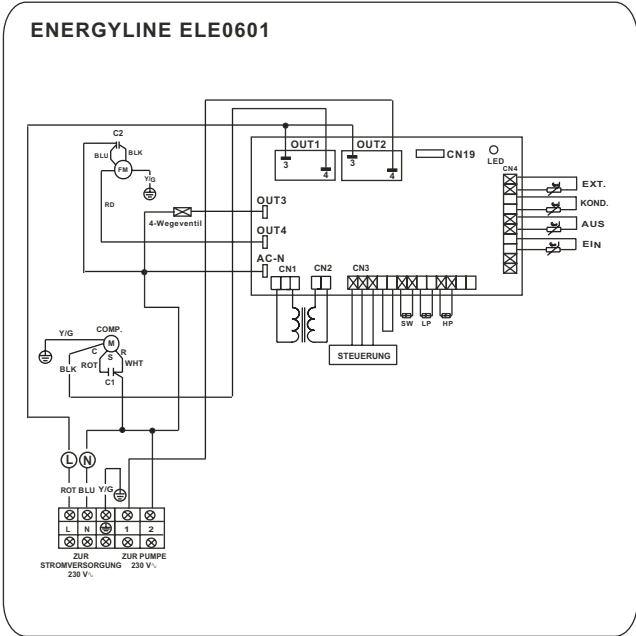 ENERGYLINE ELE0601
C2
BLU
BLK
FM
Y/G
RD
4-Wegeventil
OUT1
3
4
OUT2
3
4
CN19
LED
CN4
EXT.
KOND.
AUS
EIN
OUT3
OUT4
AC-N
CN1
CN2
CN3
SW
LP
HP
STEUERUNG
Y/G
COMP.
M
C
S
R
BLK
ROT
WHT
C1
L
N
ROT BLU Y/G
L N 1 2
ZUR
STROMVERSORGUNG
230 V∿
ZUR PUMPE
230 V∿